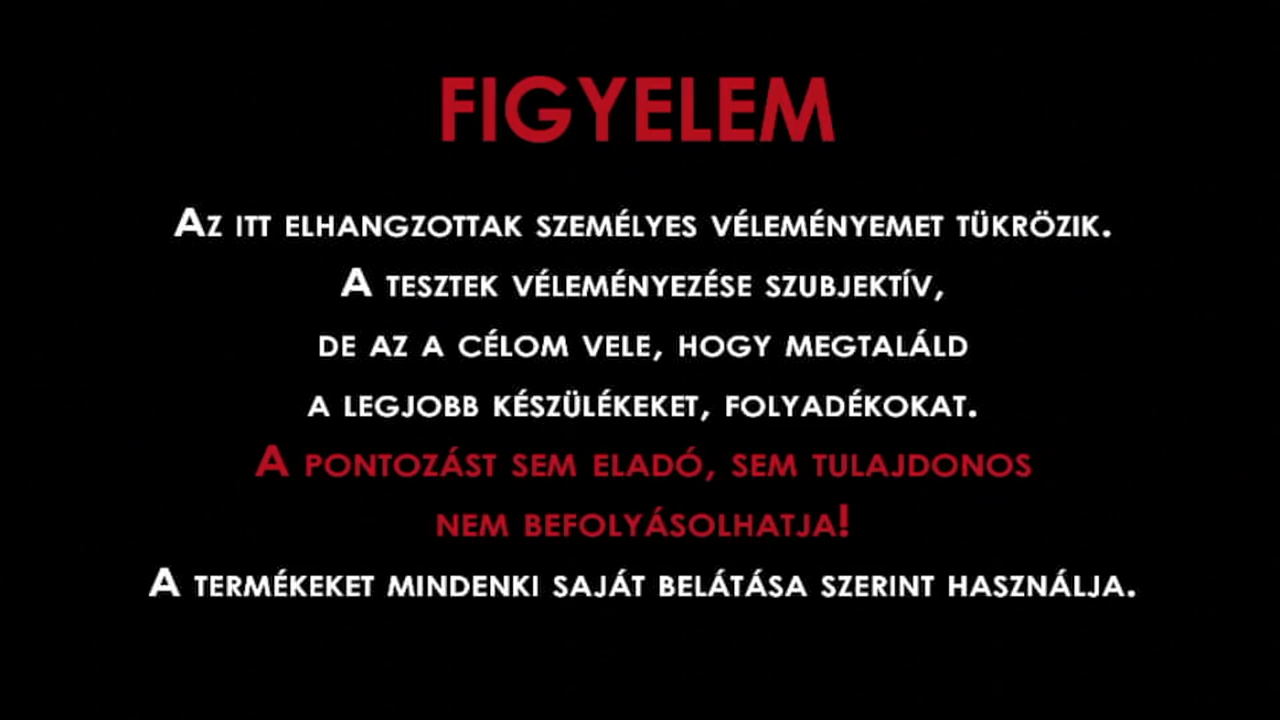 FIGYELEM
Az itt elhangzottak személyes véleményemet tükrözik.
A tesztek véleményezése szubjektív,
de az a célom vele, hogy megtaláld
a legjobb készülékeket, folyadékokat.
A pontozást sem eladó, sem tulajdonos
nem befolyásolhatja!
A termékeket mindenki saját belátása szerint használja.